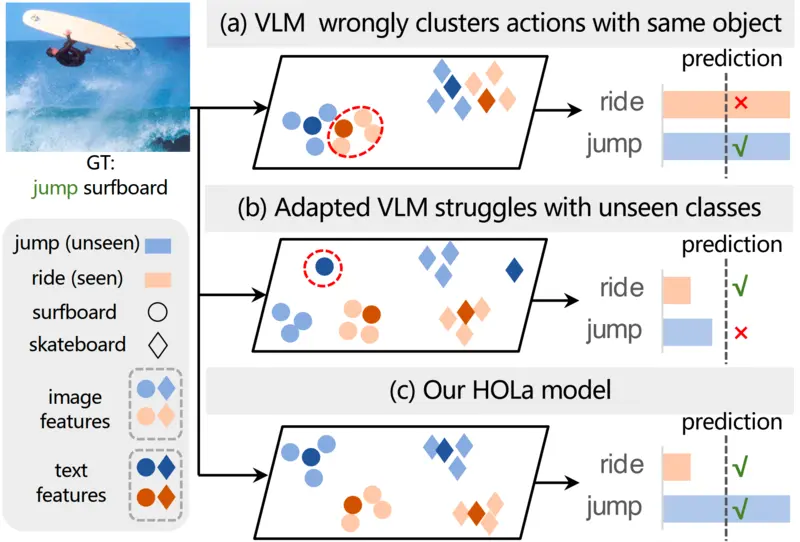 (a) VLM wrongly clusters actions with same object
prediction
ride
×
jump
√
GT:
jump surfboard
(b) Adapted VLM struggles with unseen classes
jump (unseen)
ride (seen)
surfboard
skateboard
image
features
text
features
prediction
ride
√
jump
×
(c) Our HOLa model
prediction
ride
√
jump
√